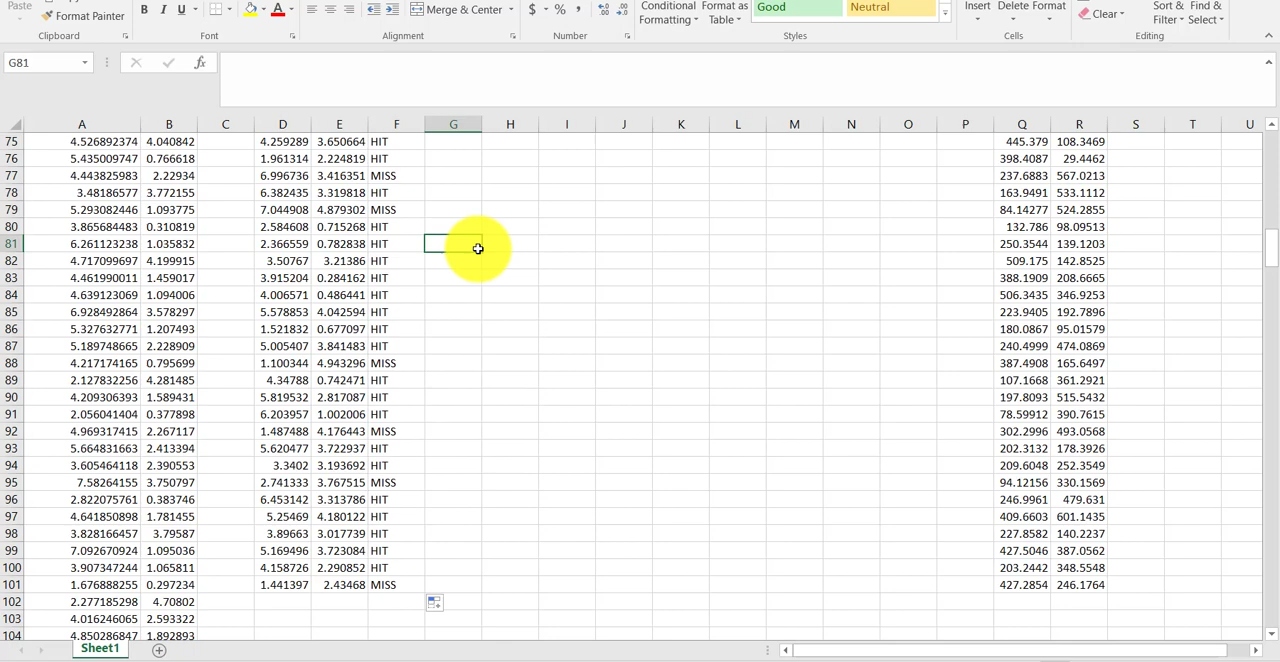 Paste Format Painter B I U A Merge & Center $ % , Conditional Format as Good Neutral Insert Delete Format Clear Sort & Find &
Formatting Table Filter Select
Clipboard Font Alignment Number Styles Cells Editing
G81 fx
A B C D E F G H I J K L M N O P Q R S T U
75 4.526892374 4.040842 4.259289 3.650664 HIT 445.379 108.3469
76 5.435009747 0.766618 1.961314 2.224819 HIT 398.4087 29.4462
77 4.443825983 2.22934 6.996736 3.416351 MISS 237.6883 567.0213
78 3.48186577 3.772155 6.382435 3.319818 HIT 163.9491 533.1112
79 5.293082446 1.093775 7.044908 4.879302 MISS 84.14277 524.2855
80 3.865684483 0.310819 2.584608 0.715268 HIT 132.786 98.09513
81 6.261123238 1.035832 2.366559 0.782838 HIT 250.3544 139.1203
82 4.717099697 4.199915 3.50767 3.21386 HIT 509.175 142.8525
83 4.461990011 1.459017 3.915204 0.284162 HIT 388.1909 208.6665
84 4.639123069 1.094006 4.006571 0.486441 HIT 506.3435 346.9253
85 6.928492864 3.578297 5.578853 4.042594 HIT 223.9405 192.7896
86 5.327632771 1.207493 1.521832 0.677097 HIT 180.0867 95.01579
87 5.189748665 2.228909 5.005407 3.841483 HIT 240.4999 474.0869
88 4.217174165 0.795699 1.100344 4.943296 MISS 387.4908 165.6497
89 2.127832256 4.281485 4.34788 0.742471 HIT 107.1668 361.2921
90 4.209306393 1.589431 5.819532 2.817087 HIT 197.8093 515.5432
91 2.056041404 0.377898 6.203957 1.002006 HIT 78.59912 390.7615
92 4.969317415 2.267117 1.487488 4.176443 MISS 302.2996 493.0568
93 5.664831663 2.413394 5.620477 3.722937 HIT 202.3132 178.3926
94 3.605464118 2.390553 3.3402 3.193692 HIT 209.6048 252.3549
95 7.58264155 3.750797 2.741333 3.767515 MISS 94.12156 330.1569
96 2.822075761 0.383746 6.453142 3.313786 HIT 246.9961 479.631
97 4.641850898 1.781455 5.25469 4.180122 HIT 409.6603 601.1435
98 3.828166457 3.79587 3.89663 3.017739 HIT 227.8582 140.2237
99 7.092670924 1.095036 5.169496 3.723084 HIT 427.5046 387.0562
100 3.907347244 1.065811 4.158726 2.290852 HIT 203.2442 348.5548
101 1.676888255 0.297234 1.441397 2.43468 MISS 427.2854 246.1764
102 2.277185298 4.70802
103 4.016246065 2.593322
104 4.850286847 1.892893
Sheet1